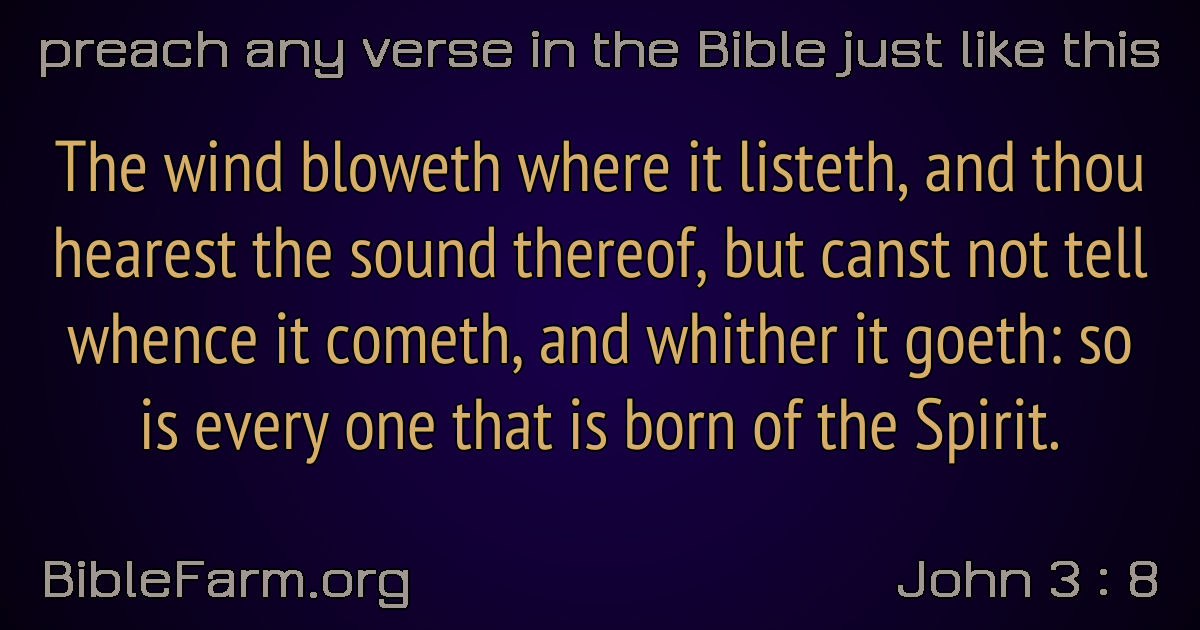 preach any verse in the Bible just like this
The wind bloweth where it listeth, and thou
hearest the sound thereof, but canst not tell
whence it cometh, and whither it goeth: so
is every one that is born of the Spirit.
BibleFarm.org
John 3 : 8